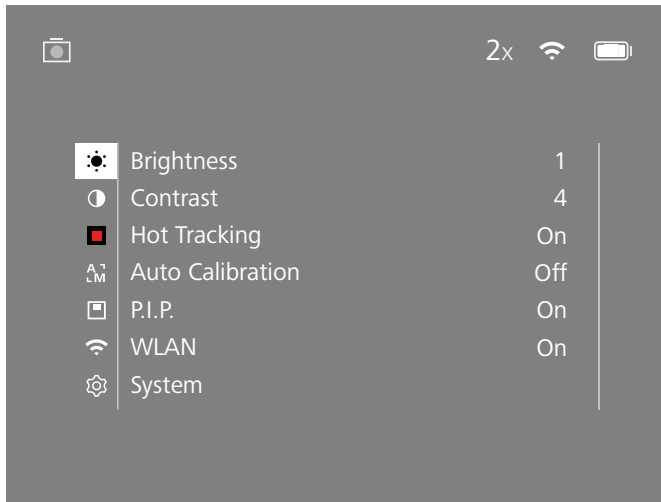 2x
Brightness 1
Contrast 4
Hot Tracking On
A M Auto Calibration Off
P.I.P. On
WLAN On
System